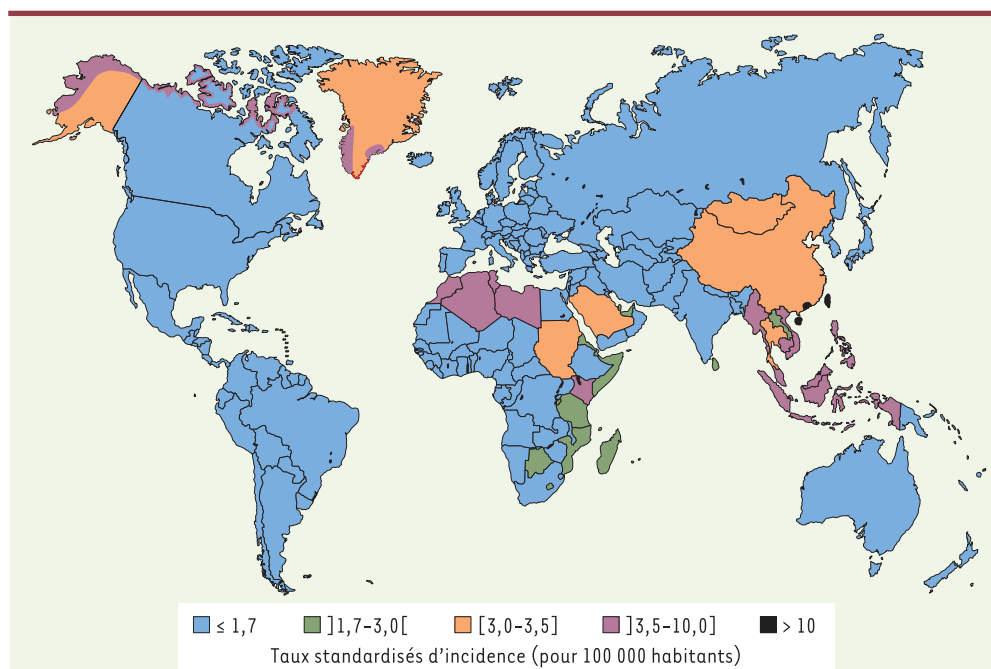 ≤ 1,7 ]1,7–3,0[ [3,0–3,5] ]3,5–10,0] > 10
Taux standardisés d'incidence (pour 100 000 habitants)